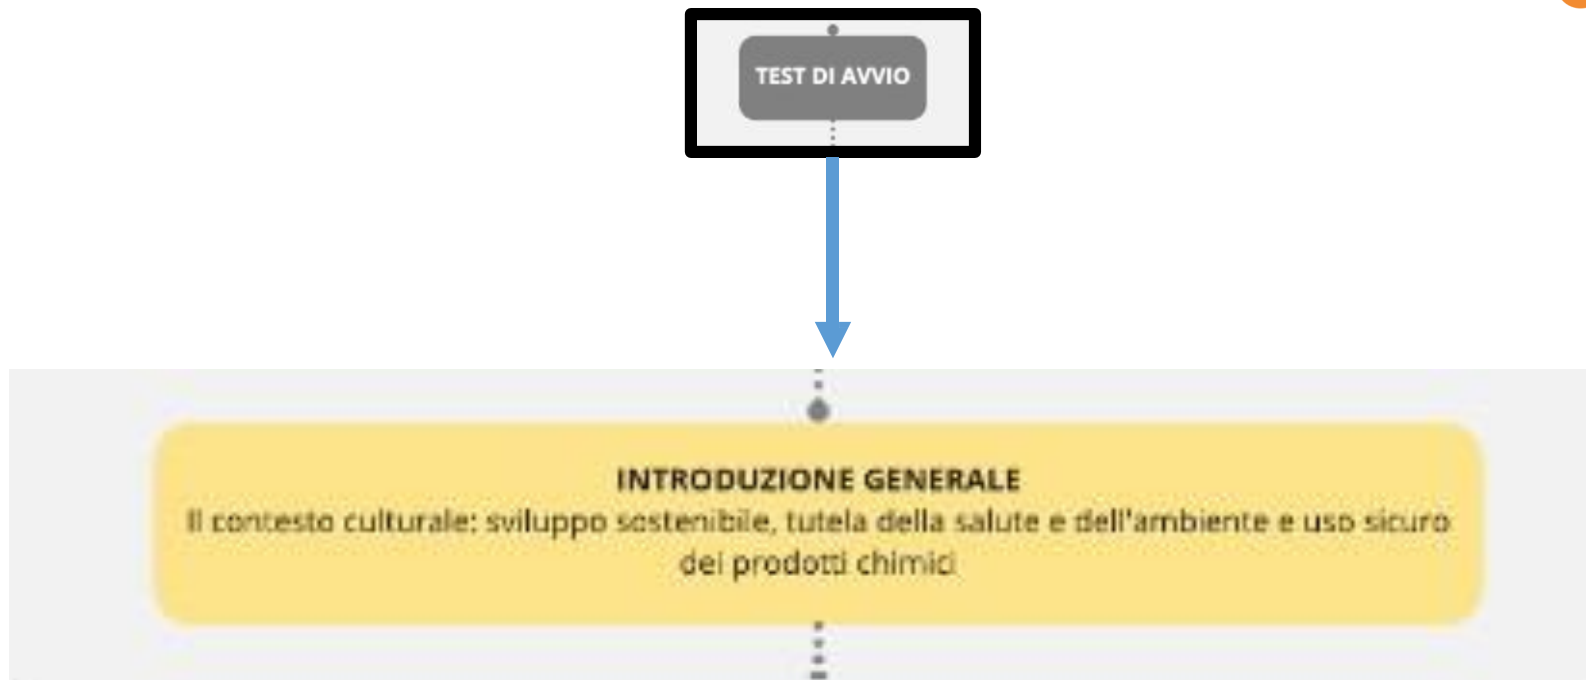 TEST DI AVVIO
INTRODUZIONE GENERALE
Il contesto culturale: sviluppo sostenibile, tutela della salute e dell'ambiente e uso sicuro
dei prodotti chimici